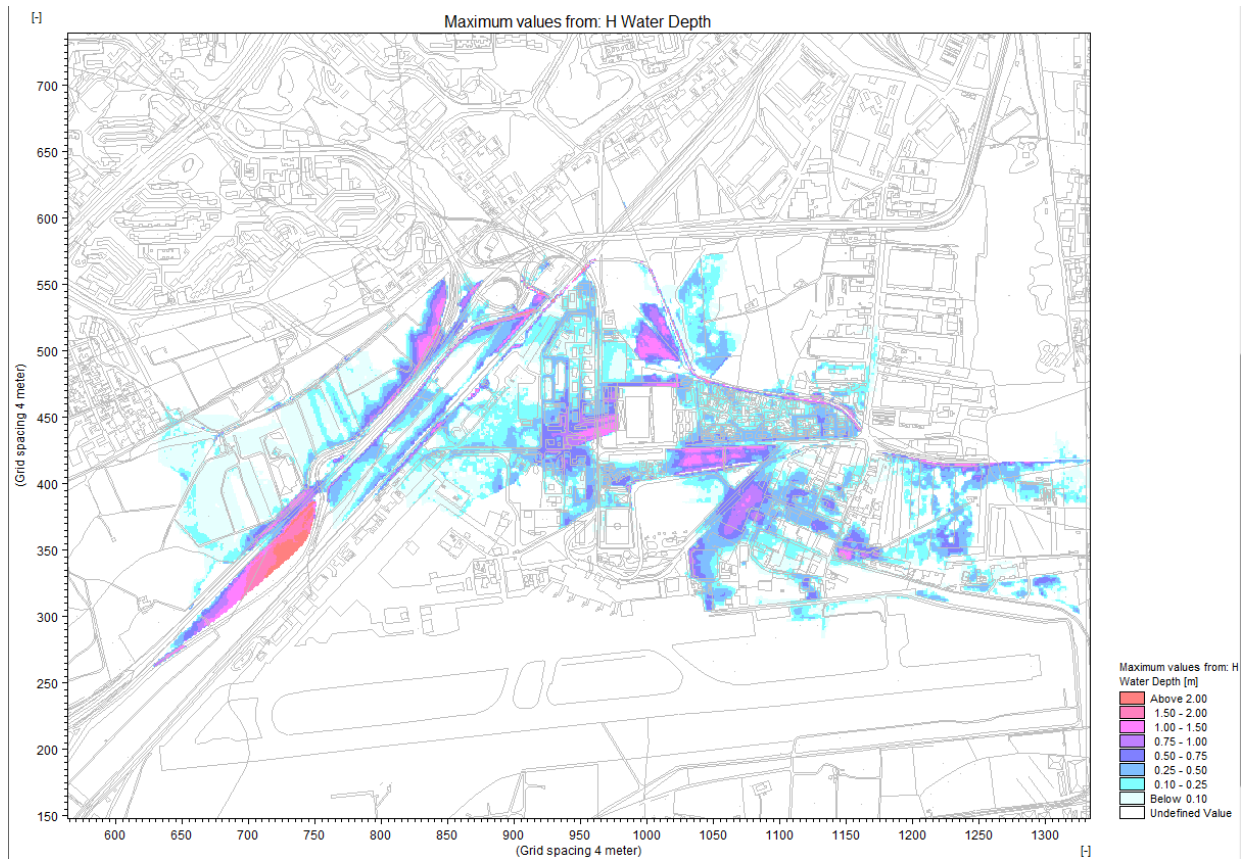 [-]
Maximum values from: H Water Depth
700
650
600
550
500
450
400
350
300
250
200
150
(Grid spacing 4 meter)
600 650 700 750 800 850 900 950 1000 1050 1100 1150 1200 1250 1300
(Grid spacing 4 meter)
[-]
Maximum values from: H
Water Depth [m]
Above 2.00
1.50 - 2.00
1.00 - 1.50
0.75 - 1.00
0.50 - 0.75
0.25 - 0.50
0.10 - 0.25
Below 0.10
Undefined Value